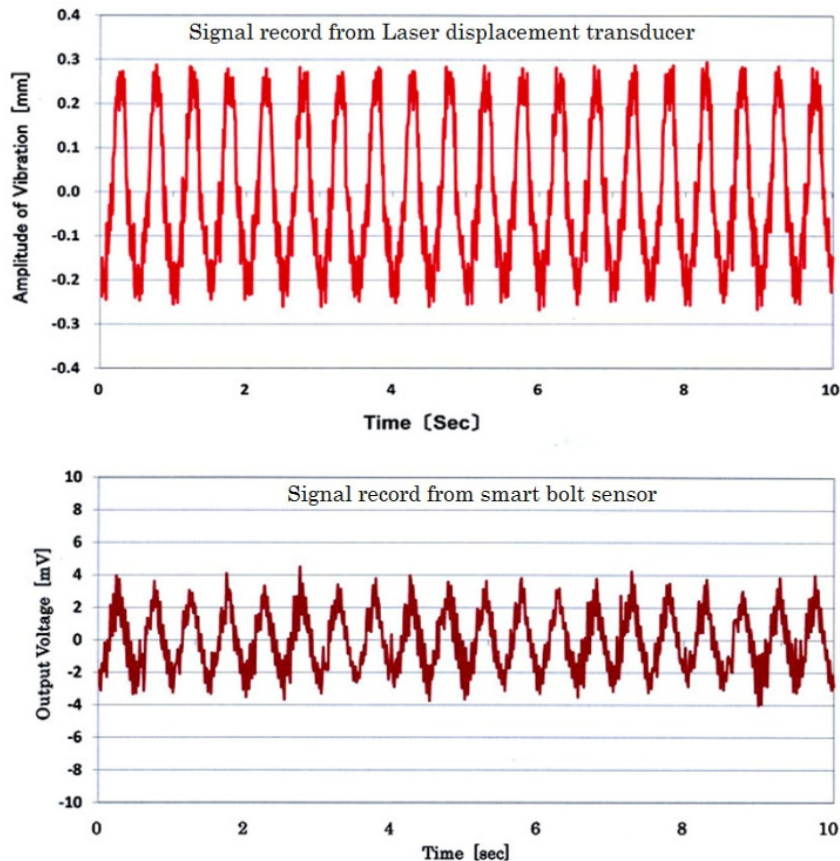 Signal record from Laser displacement transducer
Amplitude of Vibration [mm]
0.4
0.3
0.2
0.1
0.0
-0.1
-0.2
-0.3
-0.4
0 2 4 6 8 10
Time [Sec]
Signal record from smart bolt sensor
Output Voltage [mV]
10
8
6
4
2
0
-2
-4
-6
-8
-10
0 2 4 6 8 10
Time [sec]